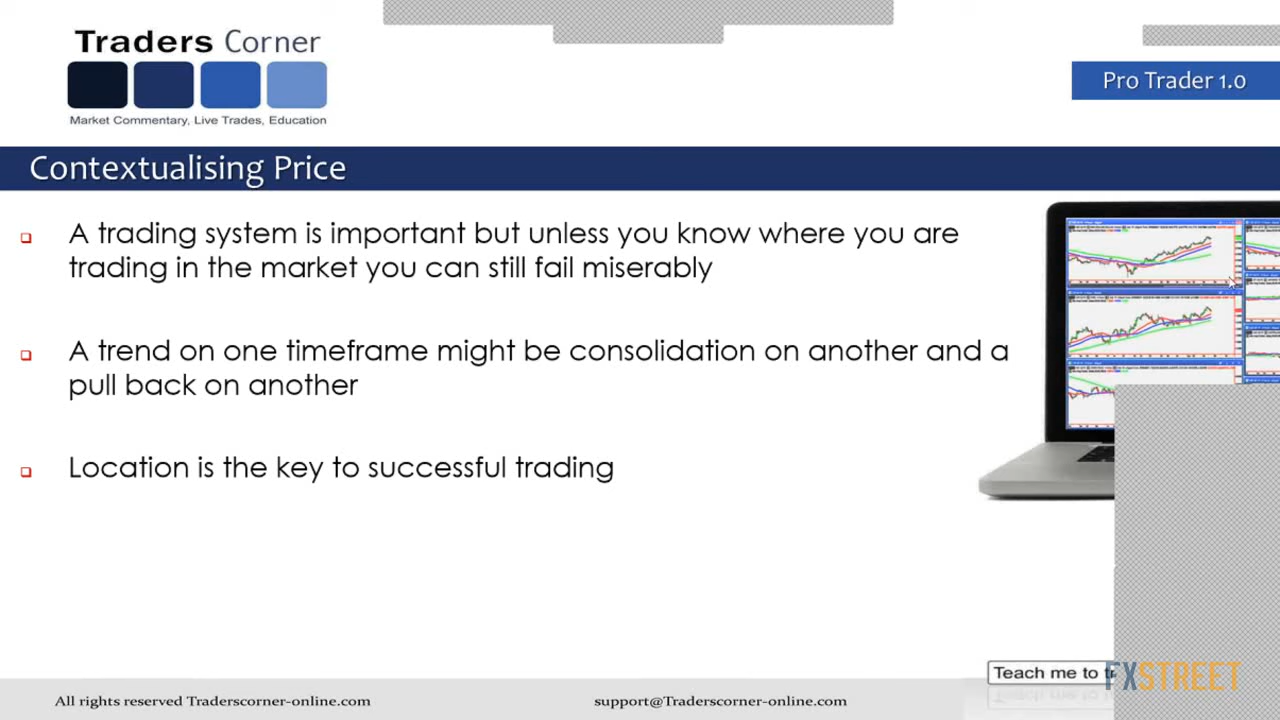 Traders Corner
Market Commentary, Live Trades, Education
Pro Trader 1.0
Contextualising Price
A trading system is important but unless you know where you are
trading in the market you can still fail miserably
A trend on one timeframe might be consolidation on another and a
pull back on another
Location is the key to successful trading
Teach me to
FXSTREET
All rights reserved Traderscorner-online.com
support@Traderscorner-online.com